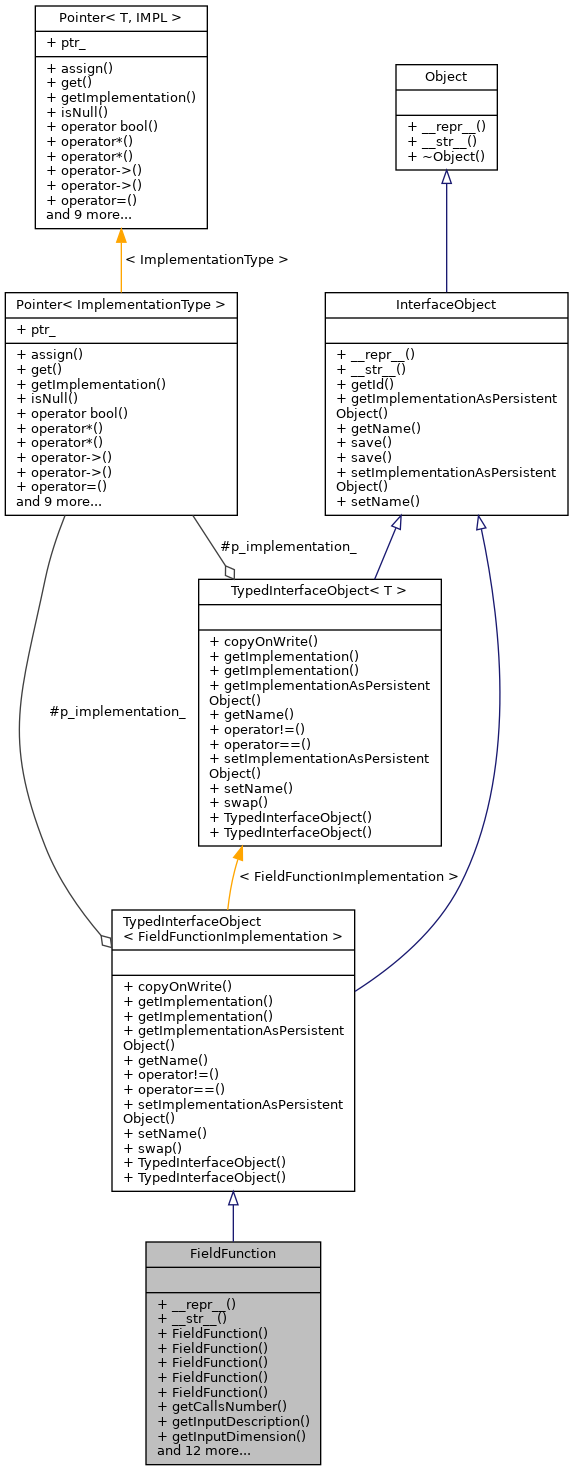 Pointer< T, IMPL >
+ ptr_
+ assign()
+ get()
+ getImplementation()
+ isNull()
+ operator bool()
+ operator*()
+ operator*()
+ operator->()
+ operator->()
+ operator=()
and 9 more...
Object
+ __repr__()
+ __str__()
+ ~Object()
< ImplementationType >
Pointer< ImplementationType >
+ ptr_
+ assign()
+ get()
+ getImplementation()
+ isNull()
+ operator bool()
+ operator*()
+ operator*()
+ operator->()
+ operator->()
+ operator=()
and 9 more...
InterfaceObject
+ __repr__()
+ __str__()
+ getId()
+ getImplementationAsPersistent
Object()
+ getName()
+ save()
+ save()
+ setImplementationAsPersistent
Object()
+ setName()
#p_implementation_
TypedInterfaceObject< T >
+ copyOnWrite()
+ getImplementation()
+ getImplementation()
+ getImplementationAsPersistent
Object()
+ getName()
+ operator!=()
+ operator==()
+ setImplementationAsPersistent
Object()
+ setName()
+ swap()
+ TypedInterfaceObject()
+ TypedInterfaceObject()
#p_implementation_
< FieldFunctionImplementation >
TypedInterfaceObject
< FieldFunctionImplementation >
+ copyOnWrite()
+ getImplementation()
+ getImplementation()
+ getImplementationAsPersistent
Object()
+ getName()
+ operator!=()
+ operator==()
+ setImplementationAsPersistent
Object()
+ setName()
+ swap()
+ TypedInterfaceObject()
+ TypedInterfaceObject()
FieldFunction
+ __repr__()
+ __str__()
+ FieldFunction()
+ FieldFunction()
+ FieldFunction()
+ FieldFunction()
+ FieldFunction()
+ getCallsNumber()
+ getInputDescription()
+ getInputDimension()
and 12 more...